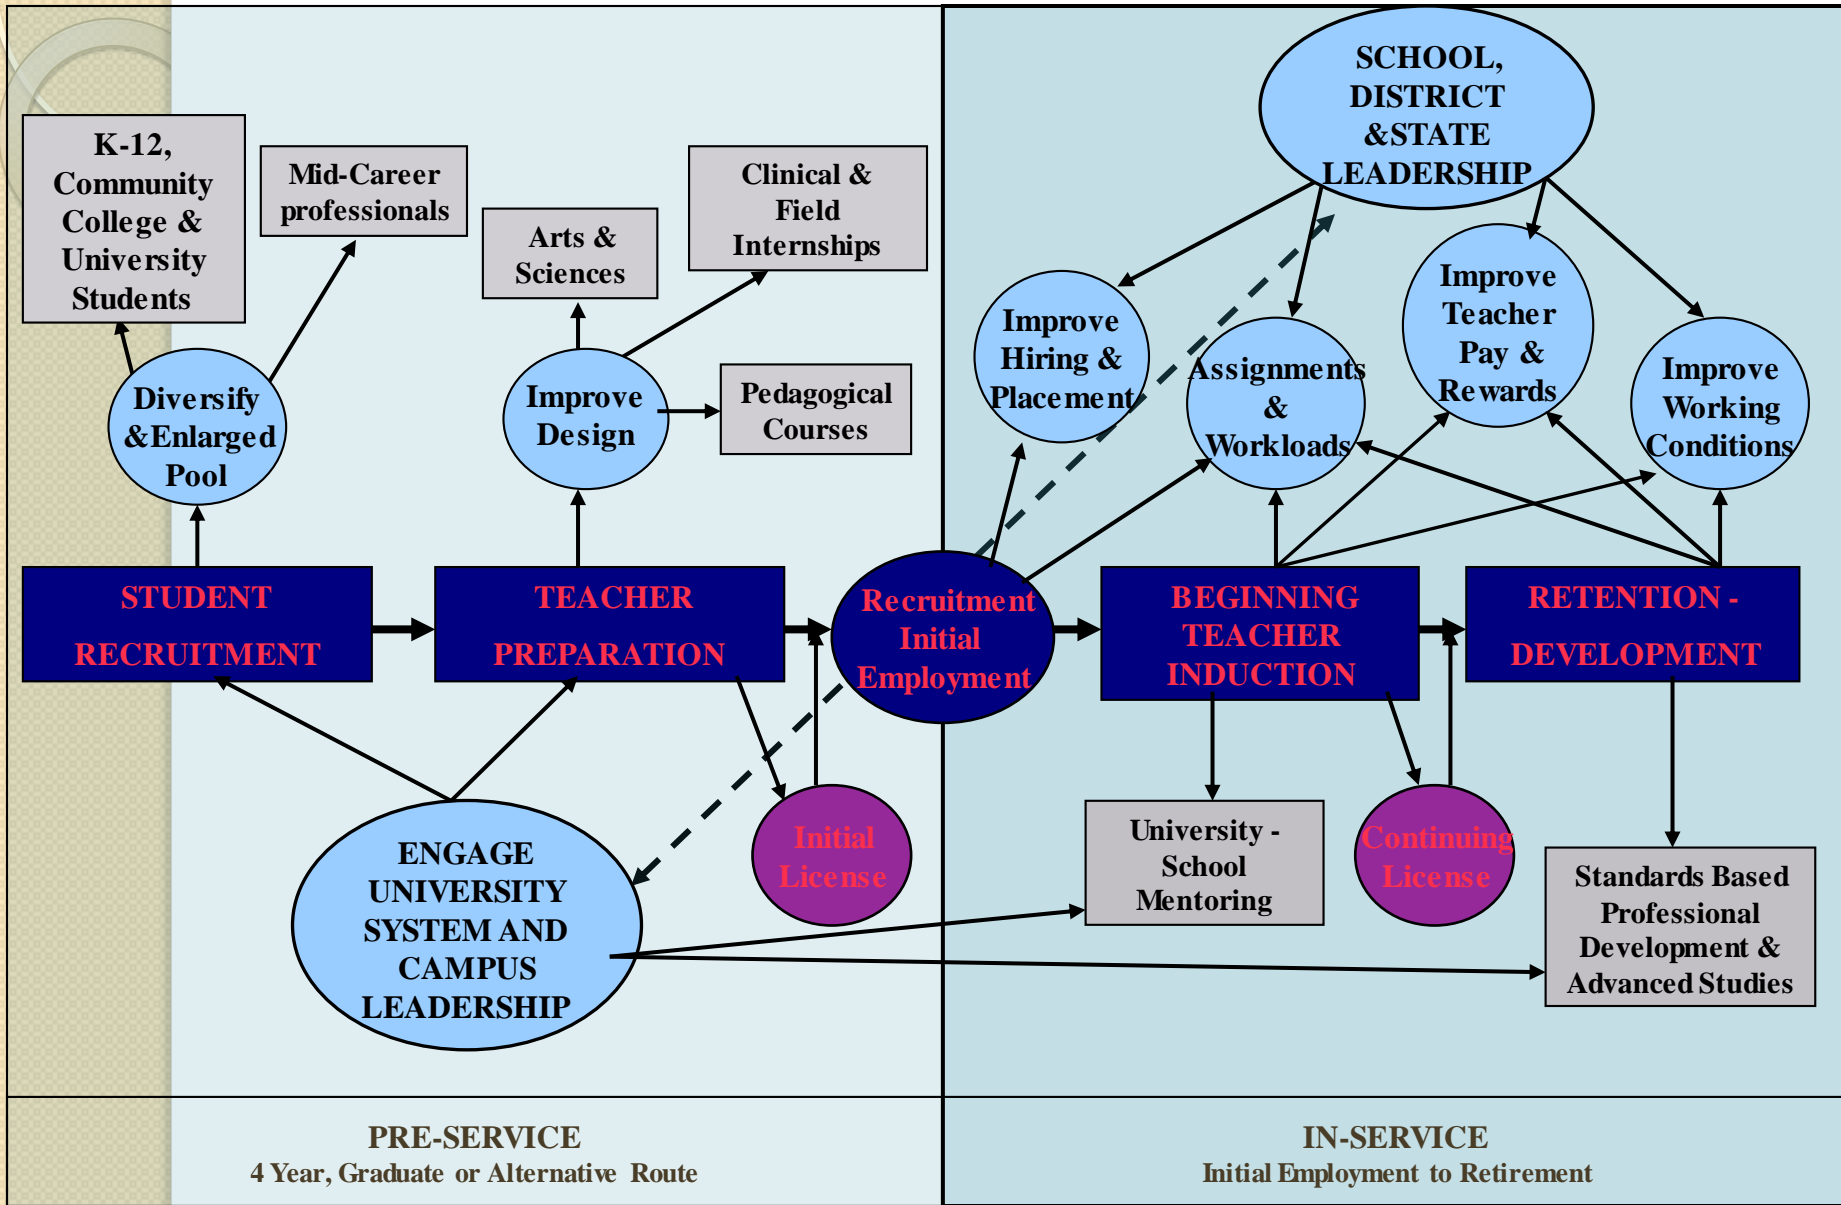 SCHOOL,
DISTRICT
&STATE
LEADERSHIP
K-12,
Community
College &
University
Students
Mid-Career
professionals
Arts &
Sciences
Clinical &
Field
Internships
Pedagogical
Courses
Diversify
&Enlarged
Pool
Improve
Design
Improve
Hiring &
Placement
Assignments
&
Workloads
Improve
Teacher
Pay &
Rewards
Improve
Working
Conditions
STUDENT
RECRUITMENT
TEACHER
PREPARATION
Recruitment
Initial
Employment
BEGINNING
TEACHER
INDUCTION
RETENTION -
DEVELOPMENT
ENGAGE
UNIVERSITY
SYSTEM AND
CAMPUS
LEADERSHIP
Initial
License
University -
School
Mentoring
Continuing
License
Standards Based
Professional
Development &
Advanced Studies
PRE-SERVICE
4 Year, Graduate or Alternative Route
IN-SERVICE
Initial Employment to Retirement